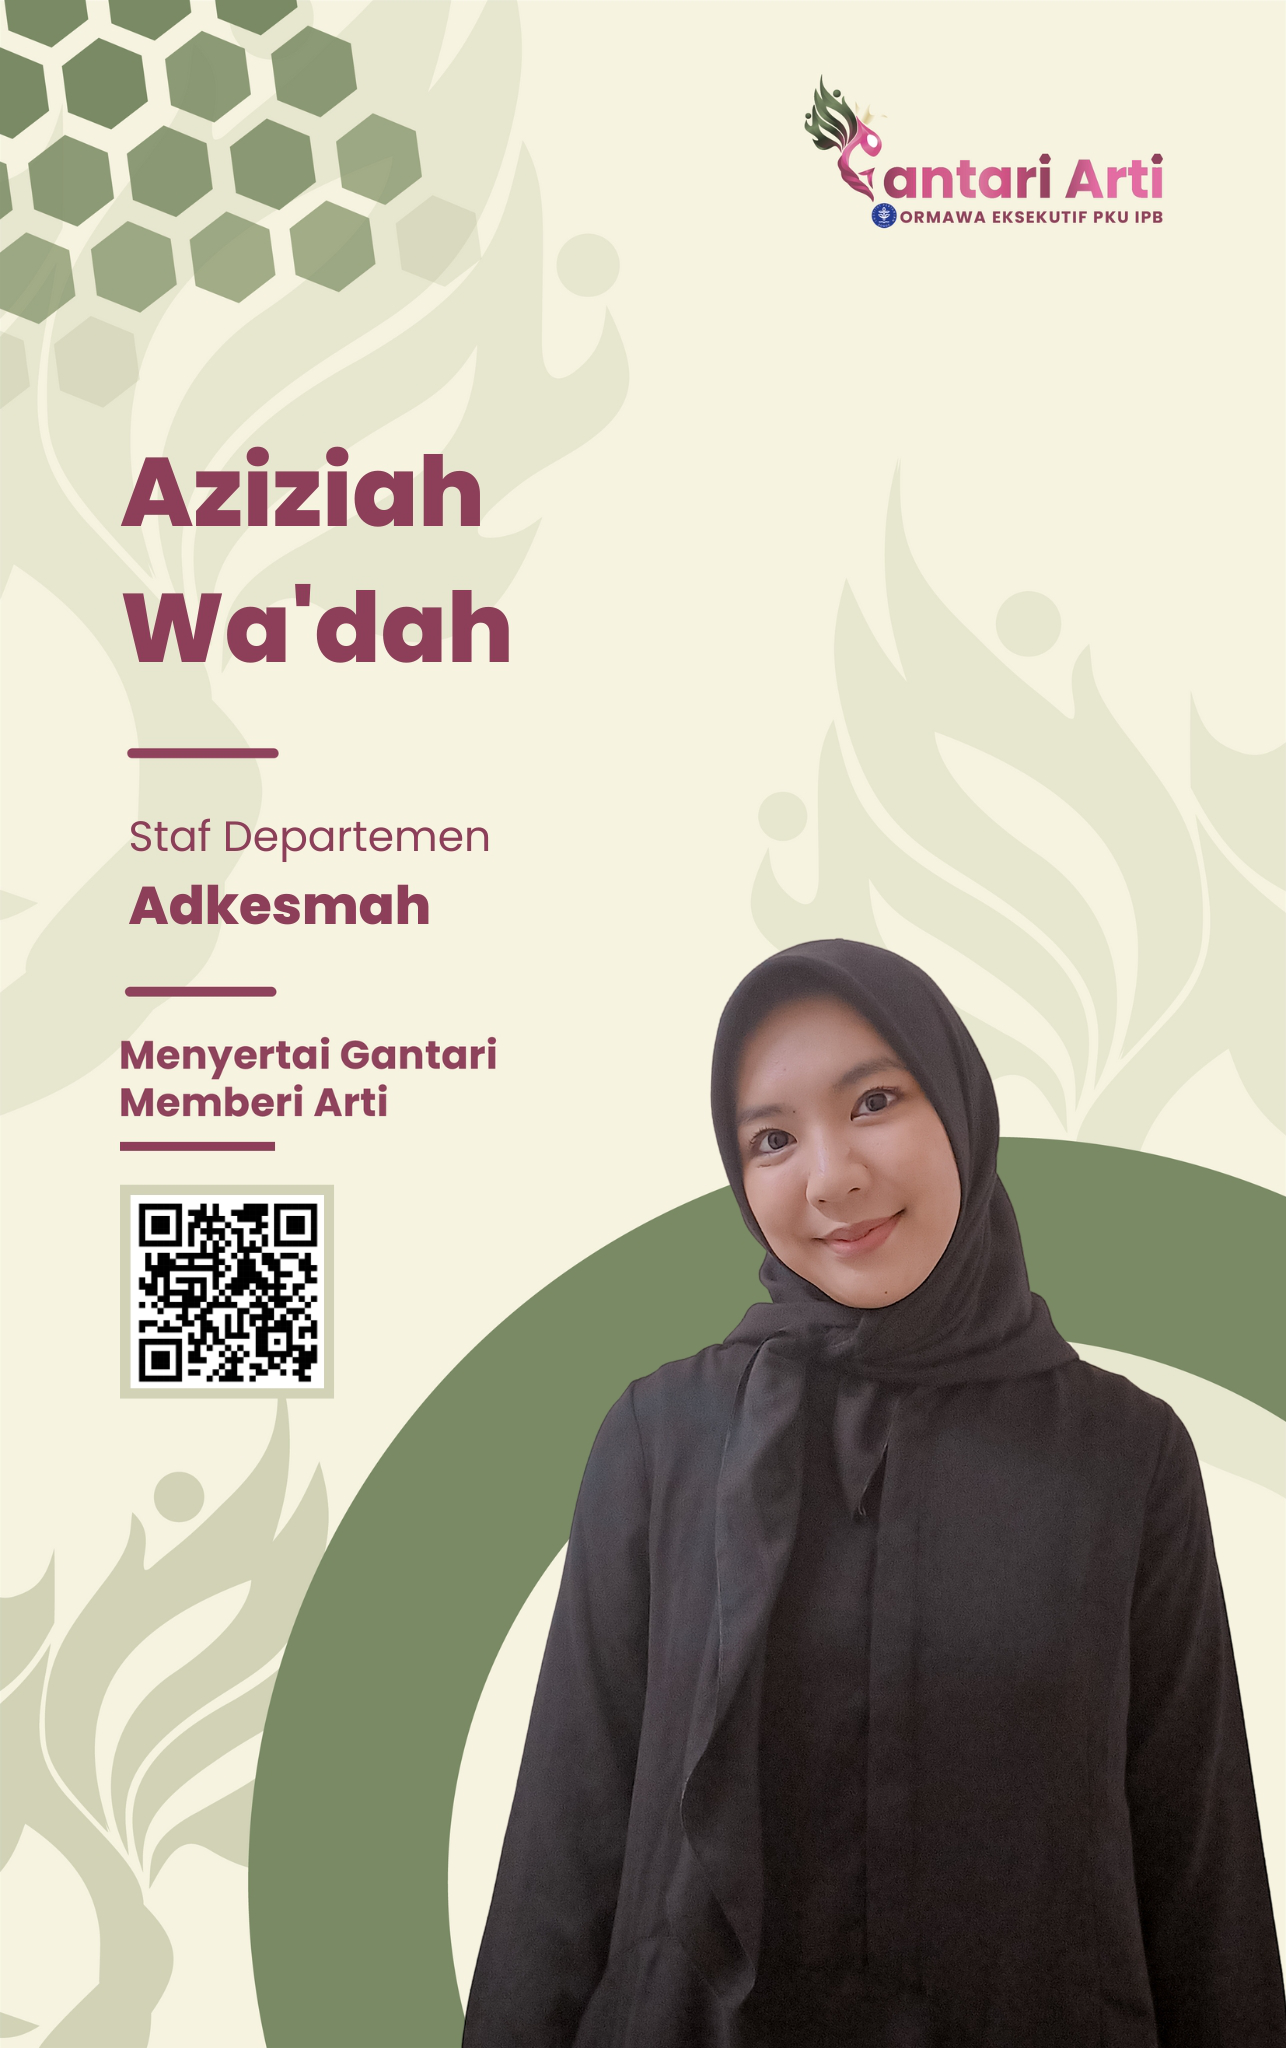 Gantari Arti
ORMAWA EKSEKUTIF PKU IPB
Aziziah
Wa'dah
Staf Departemen
Adkesmah
Menyertai Gantari
Memberi Arti